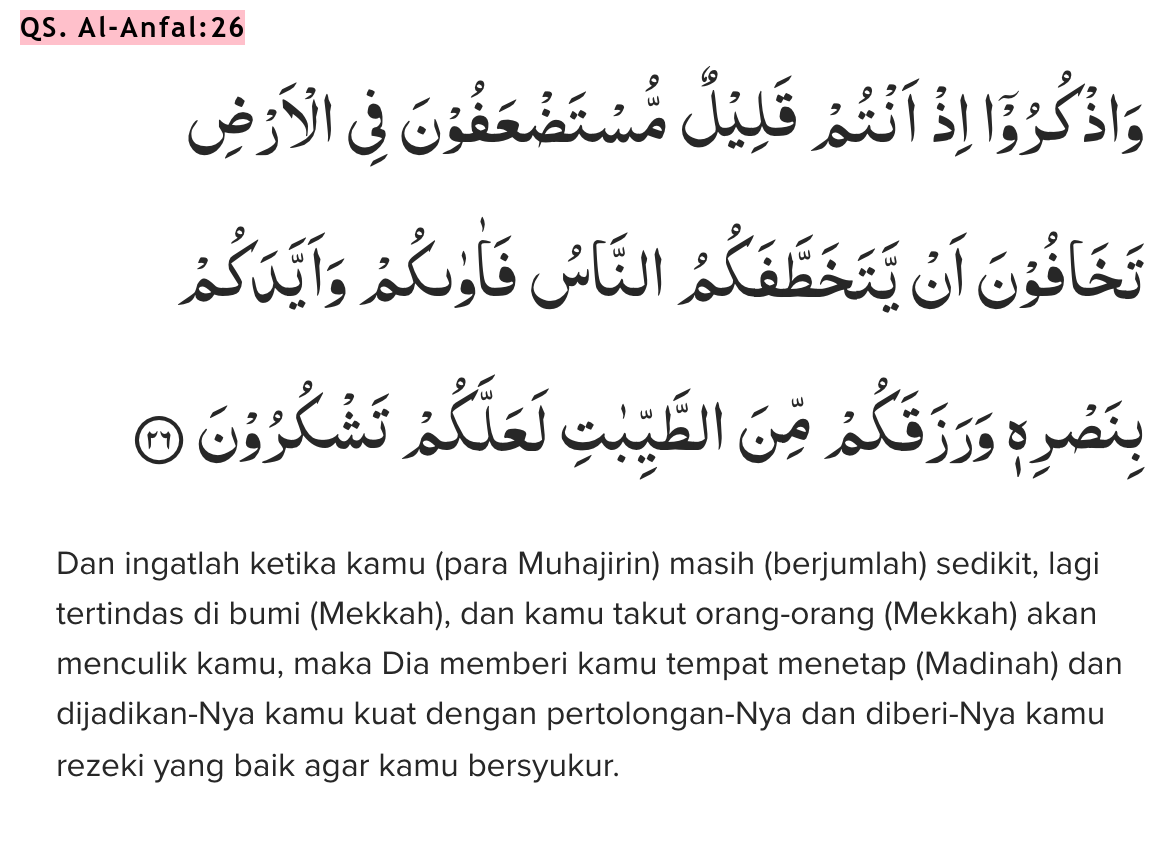 QS. Al-Anfal:26
وَاذْكُرُوْٓا اِذْ اَنْتُمْ قَلِيْلٌ مُّسْتَضْعَفُوْنَ فِى الْاَرْضِ
تَخَافُوْنَ اَنْ يَّتَخَطَّفَكُمُ النَّاسُ فَاٰوٰىكُمْ وَاَيَّدَكُمْ
بِنَصْرِهٖ وَرَزَقَكُمْ مِّنَ الطَّيِّبٰتِ لَعَلَّكُمْ تَشْكُرُوْنَ ٢٦
Dan ingatlah ketika kamu (para Muhajirin) masih (berjumlah) sedikit, lagi
tertindas di bumi (Mekkah), dan kamu takut orang-orang (Mekkah) akan
menculik kamu, maka Dia memberi kamu tempat menetap (Madinah) dan
dijadikan-Nya kamu kuat dengan pertolongan-Nya dan diberi-Nya kamu
rezeki yang baik agar kamu bersyukur.